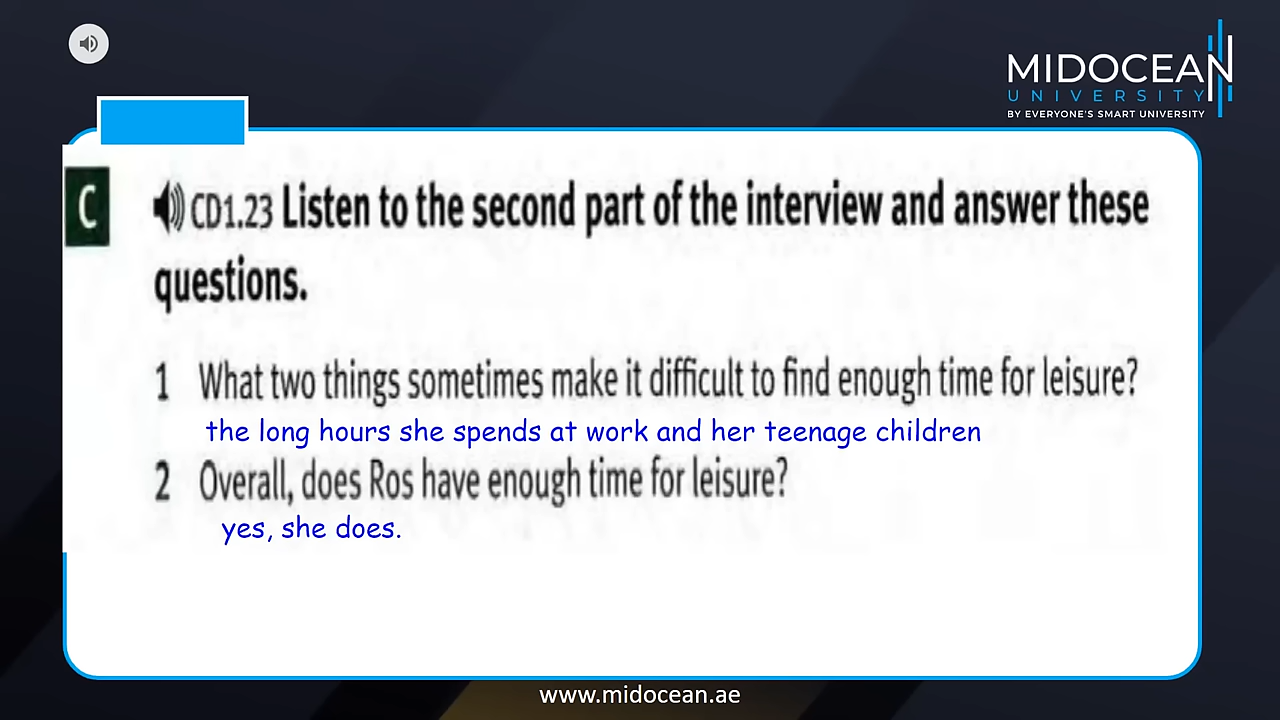 MIDOCEAN
UNIVERSITY
BY EVERYONE'S SMART UNIVERSITY
C CD1.23 Listen to the second part of the interview and answer these
questions.
1 What two things sometimes make it difficult to find enough time for leisure?
the long hours she spends at work and her teenage children
2 Overall, does Ros have enough time for leisure?
yes, she does.
www.midocean.ae